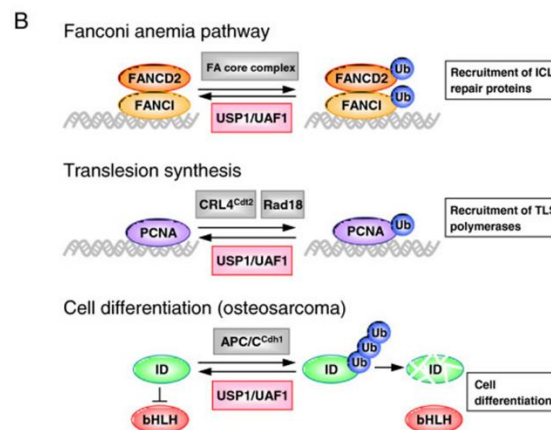 B
Fanconi anemia pathway
FA core complex
FANCD2
FANCI
USP1/UAF1
FANCD2
Ub
FANCI
Ub
Recruitment of ICL
repair proteins
Translesion synthesis
CRL4Cdt2
Rad18
PCNA
USP1/UAF1
PCNA
Ub
Recruitment of TLS
polymerases
Cell differentiation (osteosarcoma)
APC/CCdh1
ID
USP1/UAF1
bHLH
ID
Ub
Ub
Ub
ID
bHLH
Cell
differentiation